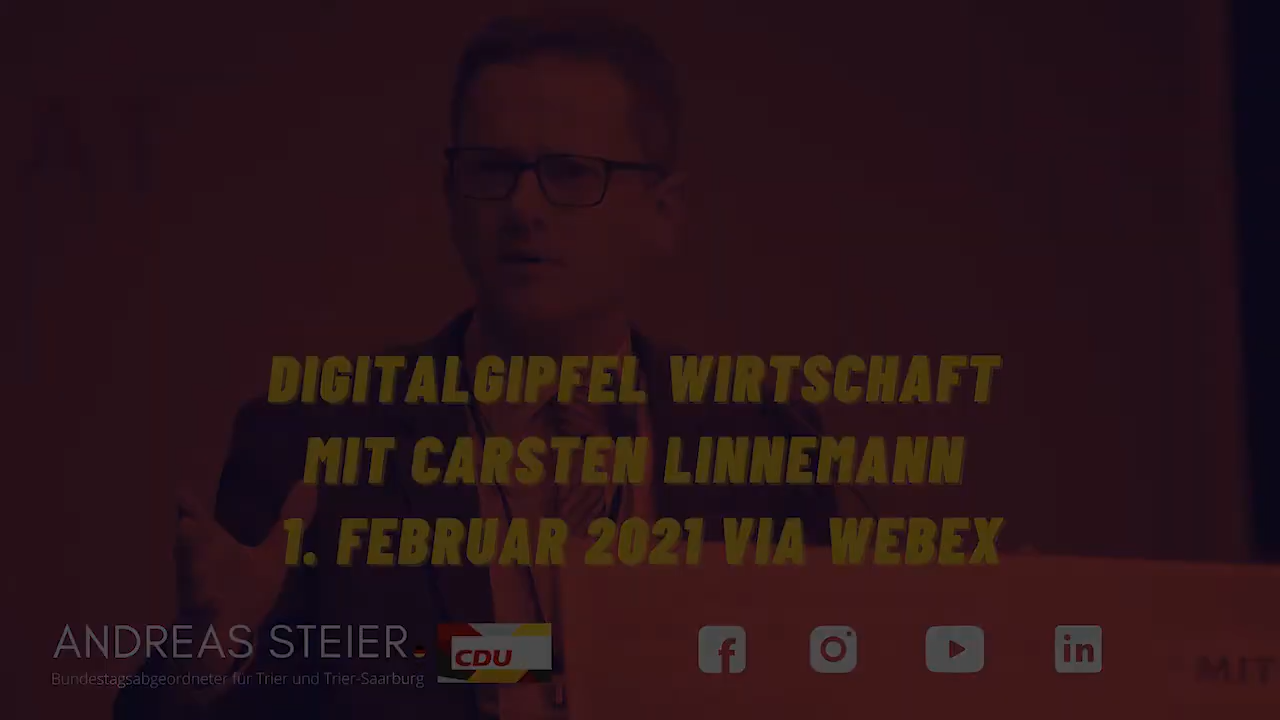 DIGITALGIPFEL WIRTSCHAFT
MIT CARSTEN LINNEMANN
1. FEBRUAR 2021 VIA WEBEX
ANDREAS STEIER.
Bundestagsabgeordneter für Trier und Trier-Saarburg
CDU
MIT